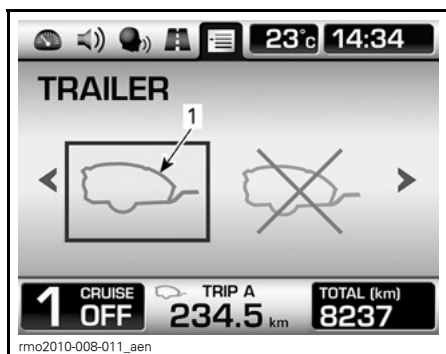 23°c 14:34
TRAILER
1
1 CRUISE OFF TRIP A 234.5 km TOTAL (km) 8237
rmo2010-008-011_aen